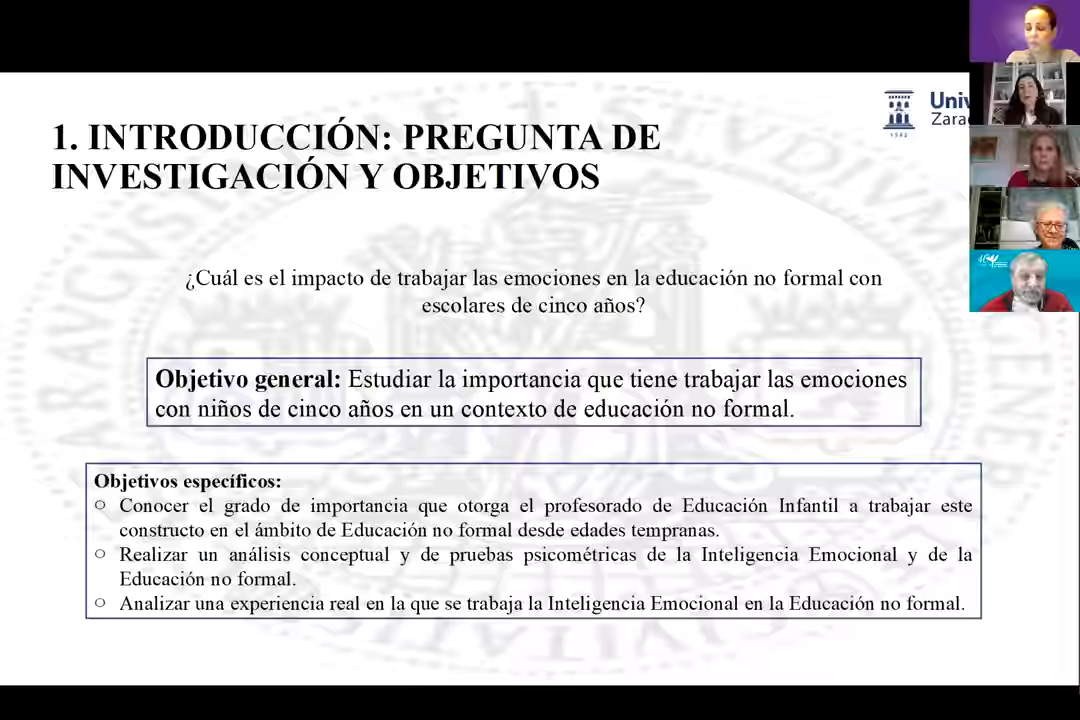 1. INTRODUCCIÓN: PREGUNTA DE
INVESTIGACIÓN Y OBJETIVOS
Univ
Zara
1542
¿Cuál es el impacto de trabajar las emociones en la educación no formal con
escolares de cinco años?
Objetivo general: Estudiar la importancia que tiene trabajar las emociones
con niños de cinco años en un contexto de educación no formal.
Objetivos específicos:
○ Conocer el grado de importancia que otorga el profesorado de Educación Infantil a trabajar este
constructo en el ámbito de Educación no formal desde edades tempranas.
○ Realizar un análisis conceptual y de pruebas psicométricas de la Inteligencia Emocional y de la
Educación no formal.
○ Analizar una experiencia real en la que se trabaja la Inteligencia Emocional en la Educación no formal.